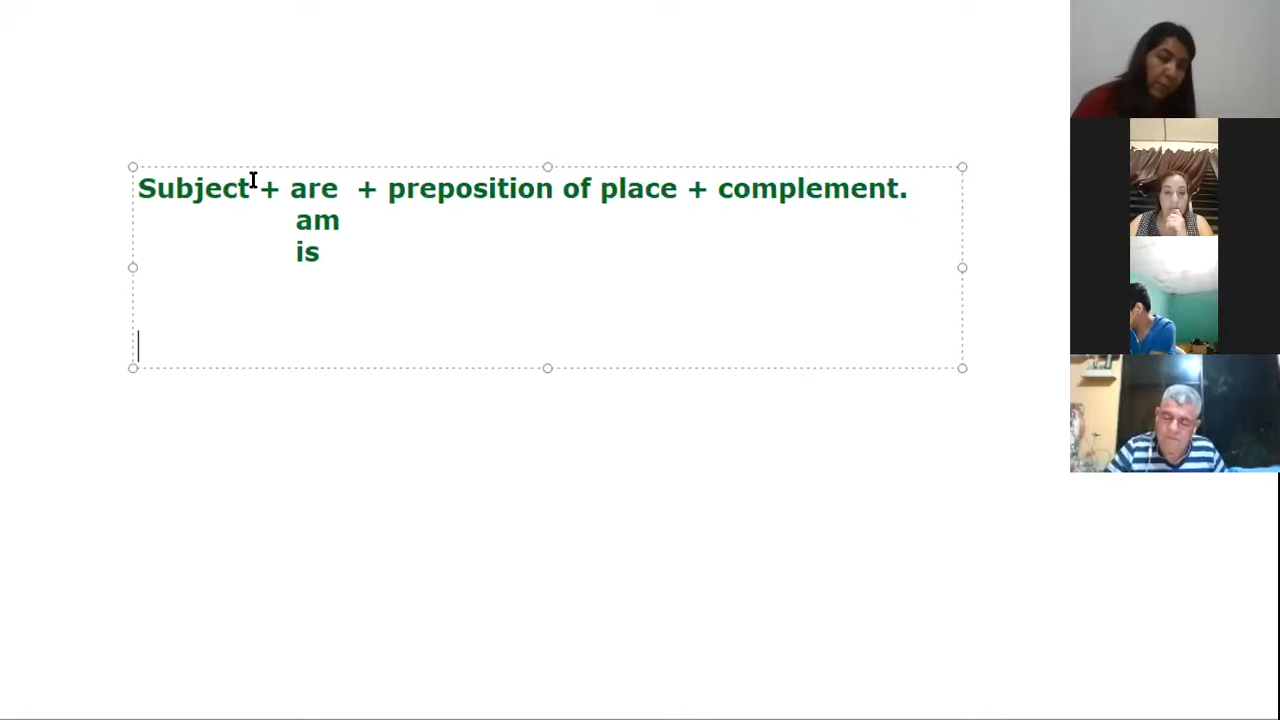 Subject + are + preposition of place + complement.
am
is